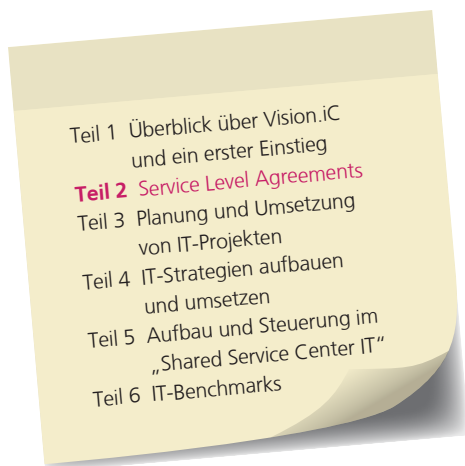 Teil 1 Überblick über Vision.iC
und ein erster Einstieg
Teil 2 Service Level Agreements
Teil 3 Planung und Umsetzung
von IT-Projekten
Teil 4 IT-Strategien aufbauen
und umsetzen
Teil 5 Aufbau und Steuerung im
„Shared Service Center IT“
Teil 6 IT-Benchmarks